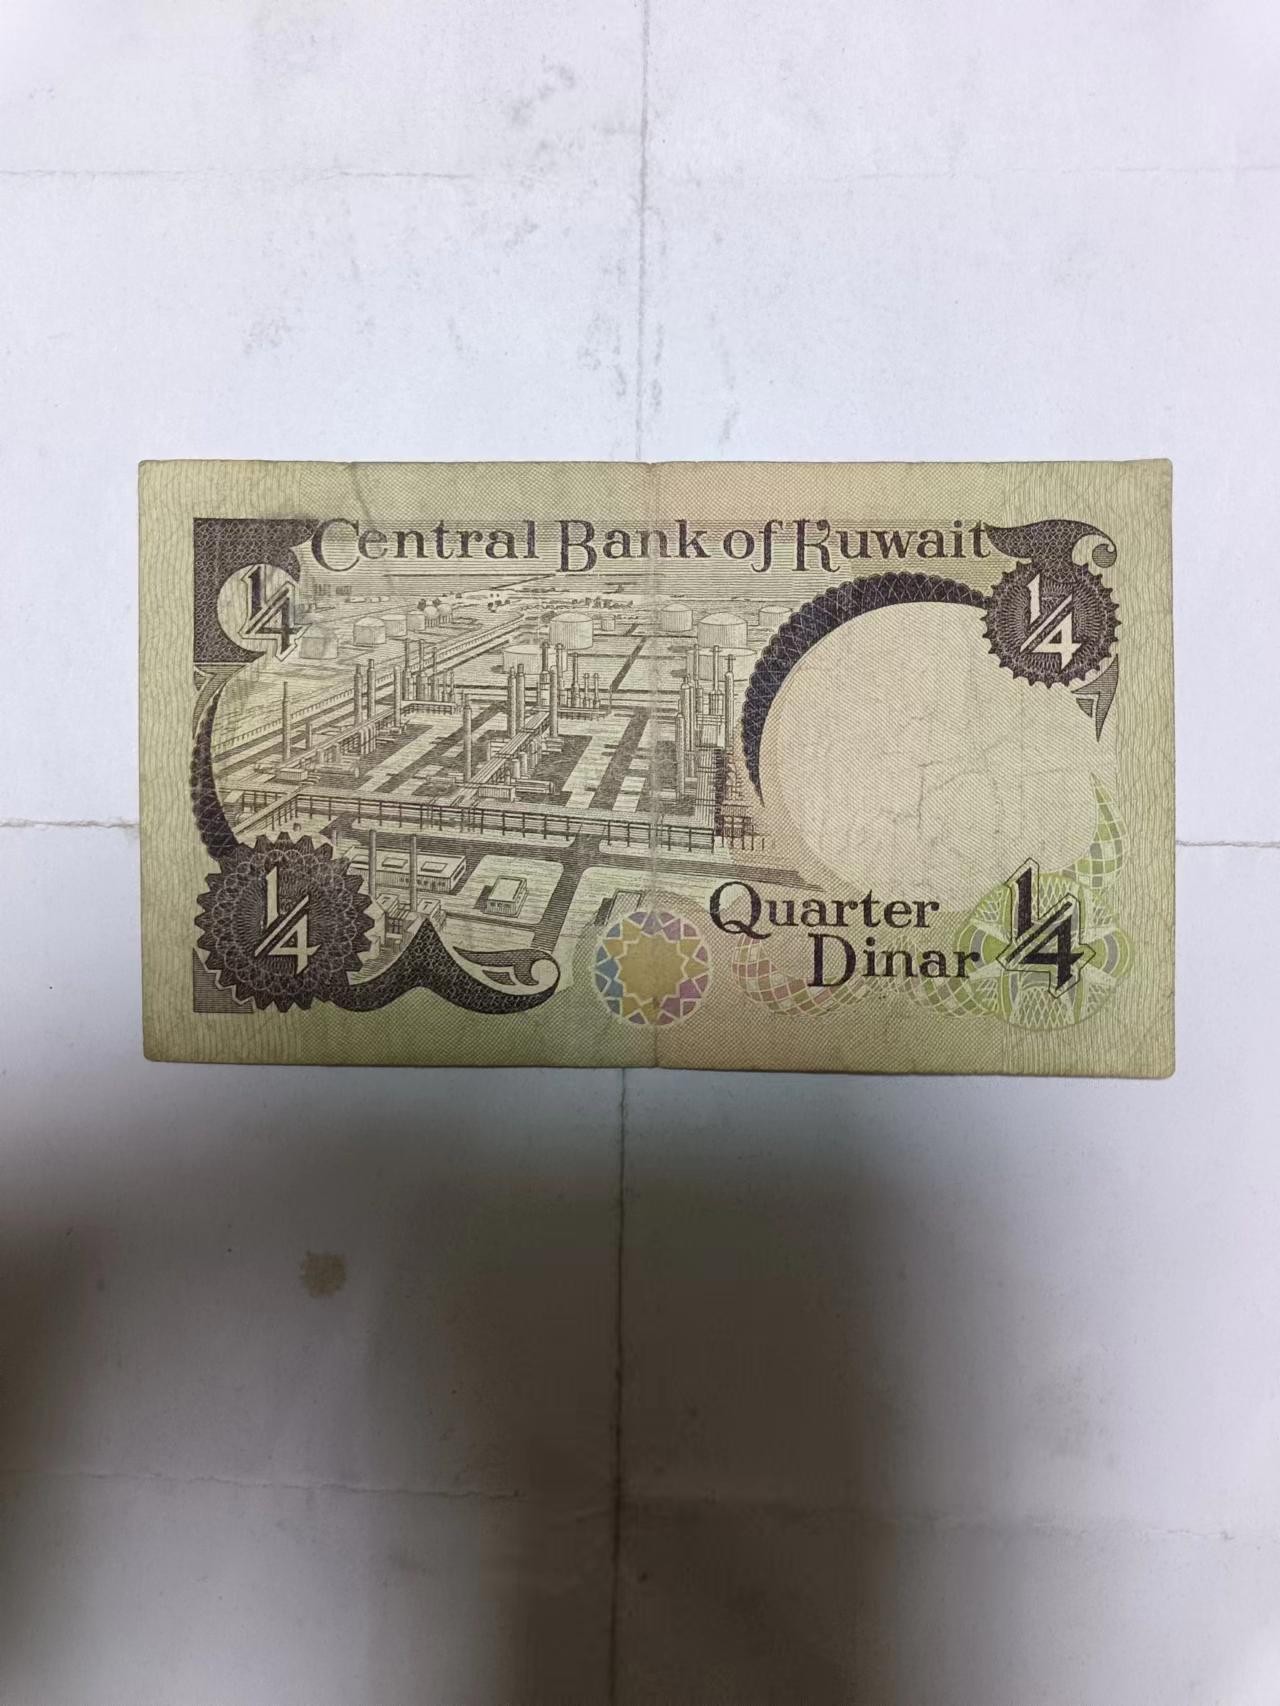 Central Bank of Kuwait
1/4
1/4
1/4
Quarter
Dinar
1/4